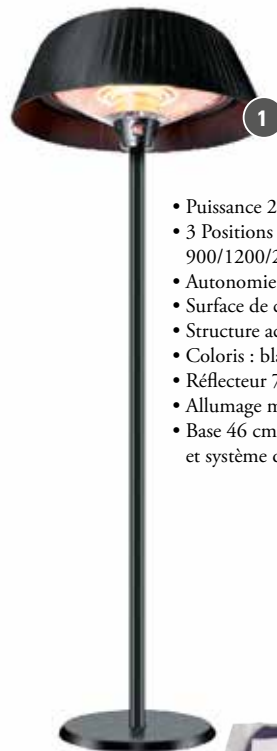 1
• Puissance 2
• 3 Positions
900/1200/2
• Autonomie
• Surface de c
• Structure ac
• Coloris : bla
• Réflecteur 7
• Allumage m
• Base 46 cm
et système d